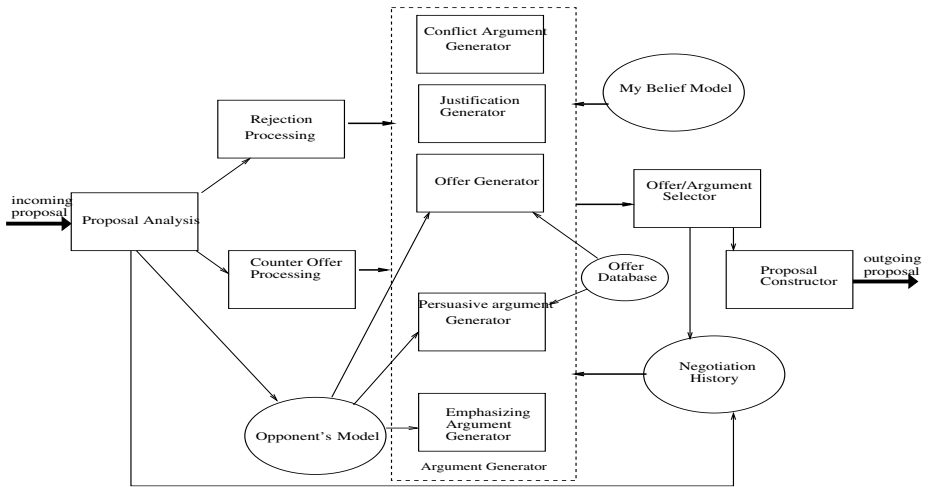 Conflict Argument
Generator
My Belief Model
Justification
Generator
Rejection
Processing
Offer Generator
Offer/Argument
Selector
incoming
proposal
Proposal Analysis
Counter Offer
Processing
Offer
Database
Proposal
Constructor
outgoing
proposal
Persuasive argument
Generator
Negotiation
History
Emphasizing
Argument
Generator
Opponent's Model
Argument Generator